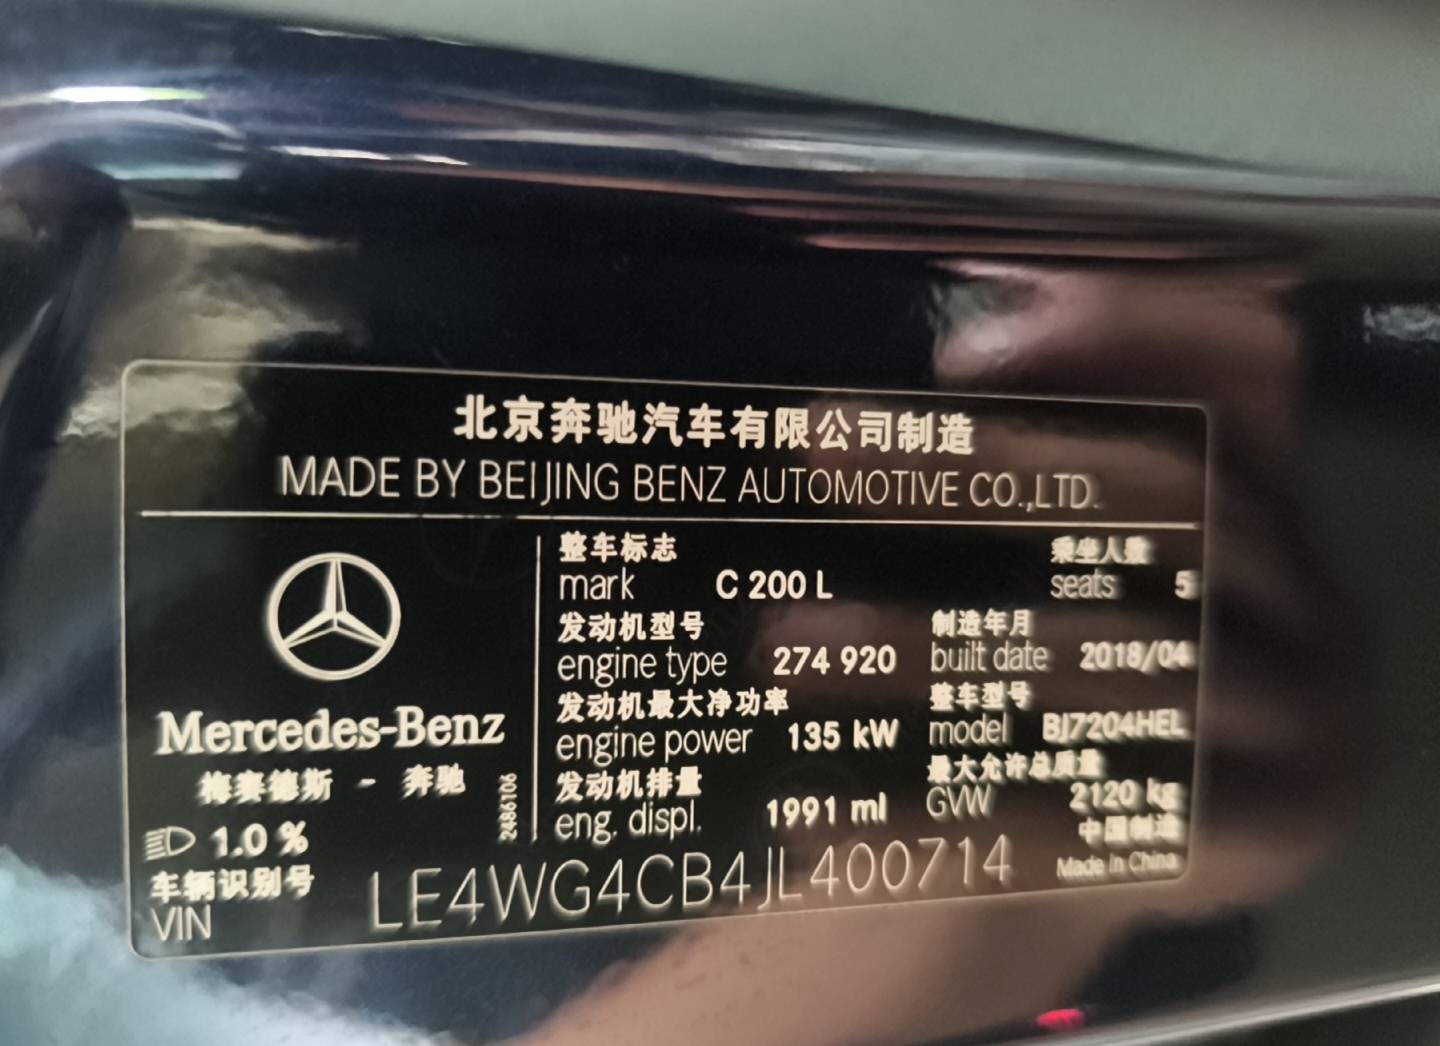 北京奔驰汽车有限公司制造
MADE BY BEIJING BENZ AUTOMOTIVE CO.,LTD.
Mercedes-Benz
梅赛德斯 - 奔驰
2486106
1.0 %
整车标志 乘坐人数
mark C 200 L seats 5
发动机型号 制造年月
engine type 274 920 built date 2018/04
发动机最大净功率 整车型号
engine power 135 kW model BJ7204HEL
发动机排量 最大允许总质量
eng. displ. 1991 ml GVW 2120 kg
中国制造
Made in China
车辆识别号
VIN LE4WG4CB4JL400714